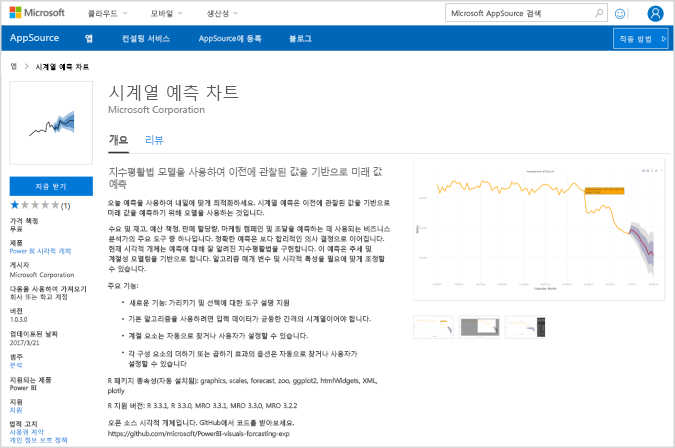 Microsoft 클라우드 모바일 생산성 Microsoft AppSource 검색
AppSource 앱 컨설팅 서비스 AppSource에 등록 블로그 작동 방법
앱 > 시계열 예측 차트
시계열 예측 차트
Microsoft Corporation
개요 리뷰
지금 받기
(1)
가격 책정
무료
제품
Power BI 시각적 개체
게시자
Microsoft Corporation
다음을 사용하여 가져오기
회사 또는 학교 계정
버전
1.0.3.0
업데이트된 날짜
2017/3/21
범주
분석
지원되는 제품
Power BI
지원
지원
법적 고지
사용권 계약
개인 정보 보호 정책
지수평활법 모델을 사용하여 이전에 관찰된 값을 기반으로 미래 값
예측
오늘 예측을 사용하여 내일에 맞게 최적화하세요. 시계열 예측은 이전에 관찰된 값을 기반으로
미래 값을 예측하기 위해 모델을 사용하는 것입니다.
수요 및 재고, 예산 책정, 판매 할당량, 마케팅 캠페인 및 조달을 예측하는 데 사용되는 비즈니스
분석가의 주요 도구 중 하나입니다. 정확한 예측은 보다 합리적인 의사 결정으로 이어집니다.
현재 시각적 개체는 예측에 대해 잘 알려진 지수평활법을 구현합니다. 이 예측은 추세 및
계절성 모델링을 기반으로 합니다. 알고리즘 매개 변수 및 시각적 특성을 필요에 맞게 조정할
수 있습니다.
주요 기능:
• 새로운 기능: 가리키기 및 선택에 대한 도구 설명 지원
• 기본 알고리즘을 사용하려면 입력 데이터가 균등한 간격의 시계열이어야 합니다.
• 계절 요소는 자동으로 찾거나 사용자가 설정할 수 있습니다.
• 각 구성 요소의 더하기 또는 곱하기 효과의 옵션은 자동으로 찾거나 사용자가
설정할 수 있습니다
R 패키지 종속성(자동 설치됨): graphics, scales, forecast, zoo, ggplot2, htmlWidgets, XML,
plotly
R 지원 버전: R 3.3.1, R 3.3.0, MRO 3.3.1, MRO 3.3.0, MRO 3.2.2
오픈 소스 시각적 개체입니다. GitHub에서 코드를 받아보세요.
https://github.com/microsoft/PowerBI-visuals-forcasting-exp
Calendar Month